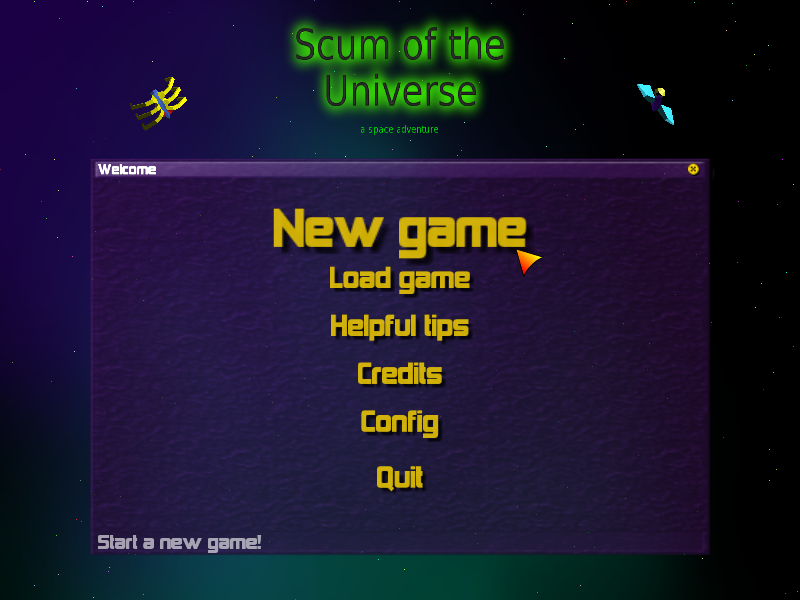 Scum of the
Universe
a space adventure
Welcome
New game
Load game
Helpful tips
Credits
Config
Quit
Start a new game!